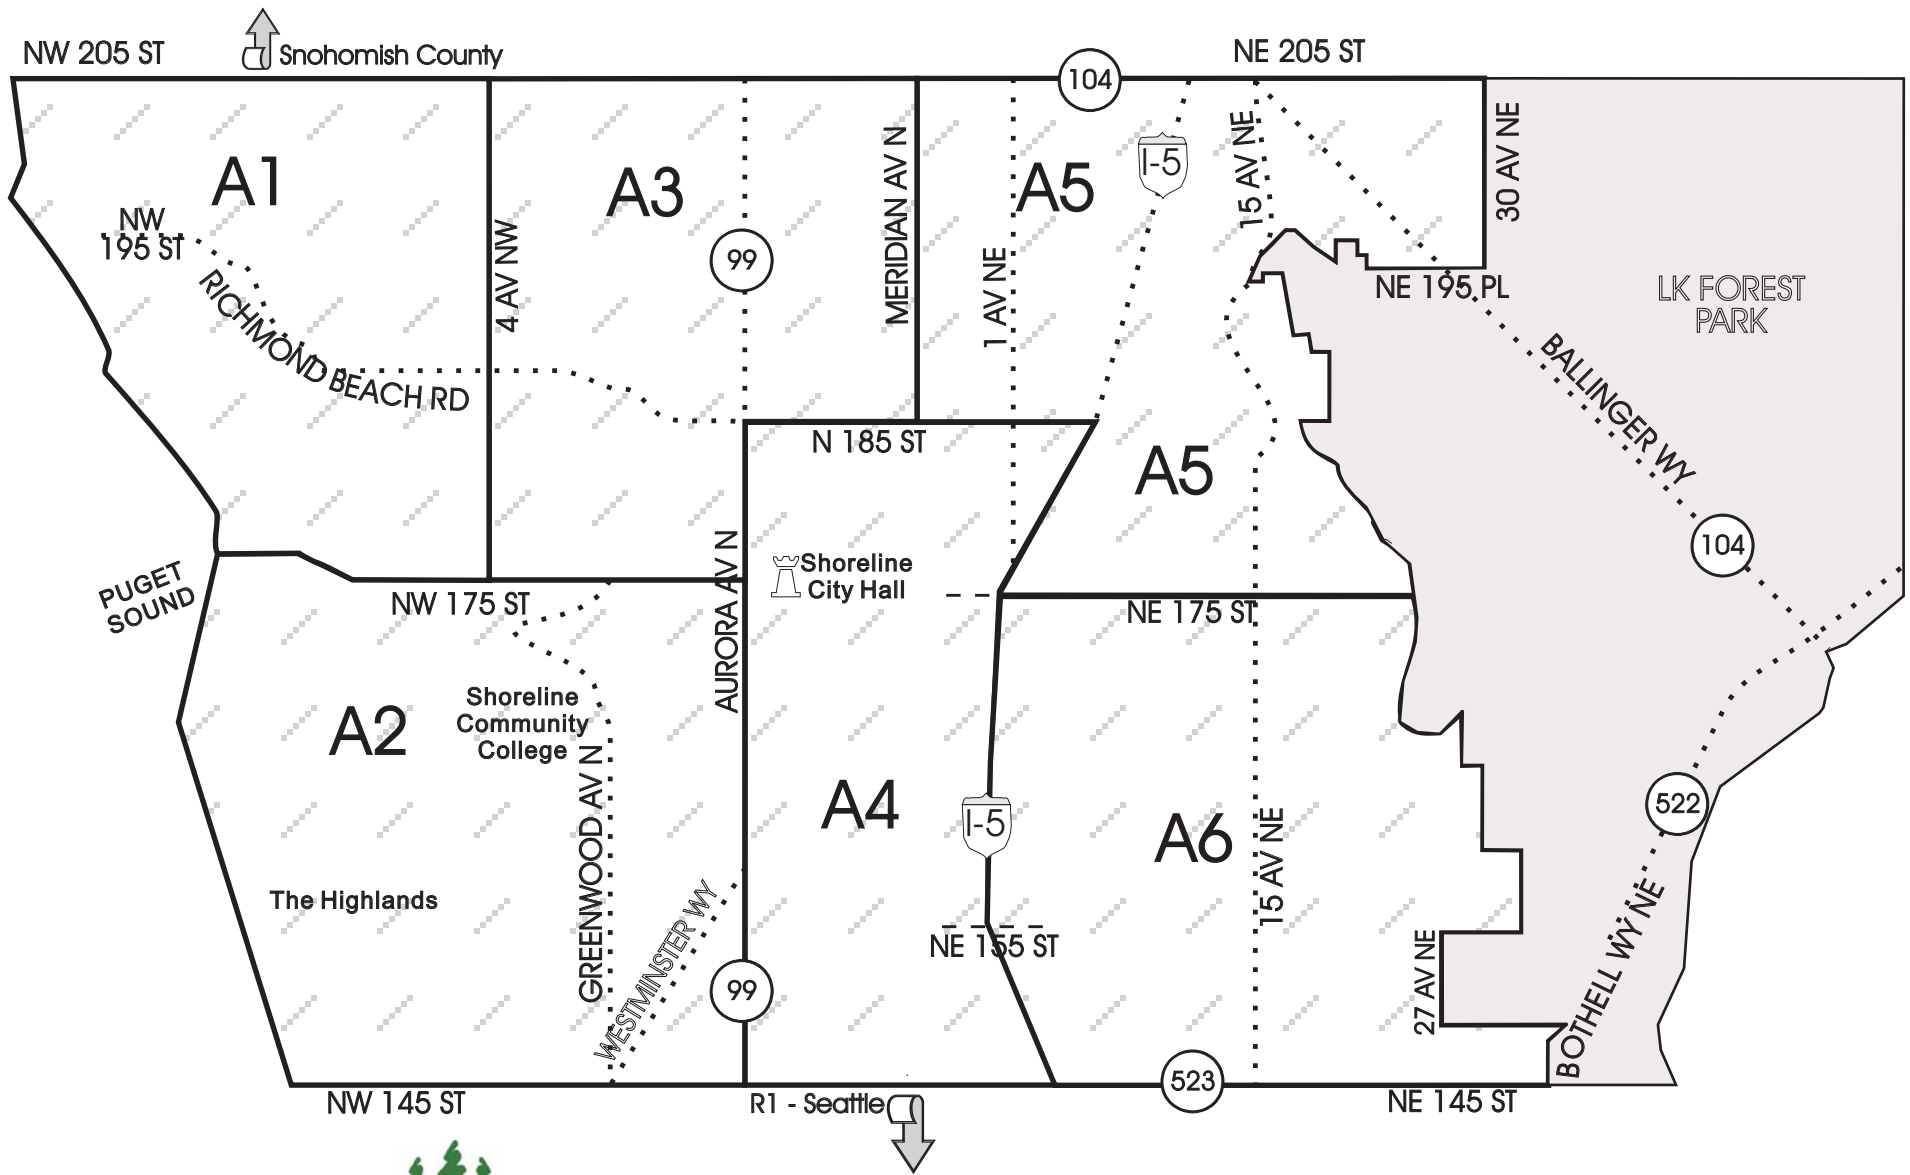 NW 205 ST
Snohomish County
NE 205 ST
104
A1
A3
A5
I-5
15 AV NE
30 AV NE
MERIDIAN AV N
NW
195 ST
4 AV NW
99
1 AV NE
RICHMOND BEACH RD
NE 195 PL
LK FOREST
PARK
BALLINGER WY
N 185 ST
A5
104
AURORA AV N
Shoreline
City Hall
PUGET
SOUND
NW 175 ST
NE 175 ST
A2
Shoreline
Community
College
GREENWOOD AV N
A4
I-5
A6
15 AV NE
522
The Highlands
WESTMINSTER WY
NE 155 ST
27 AV NE
BOTHELL WY NE
99
523
NW 145 ST
R1 - Seattle
NE 145 ST